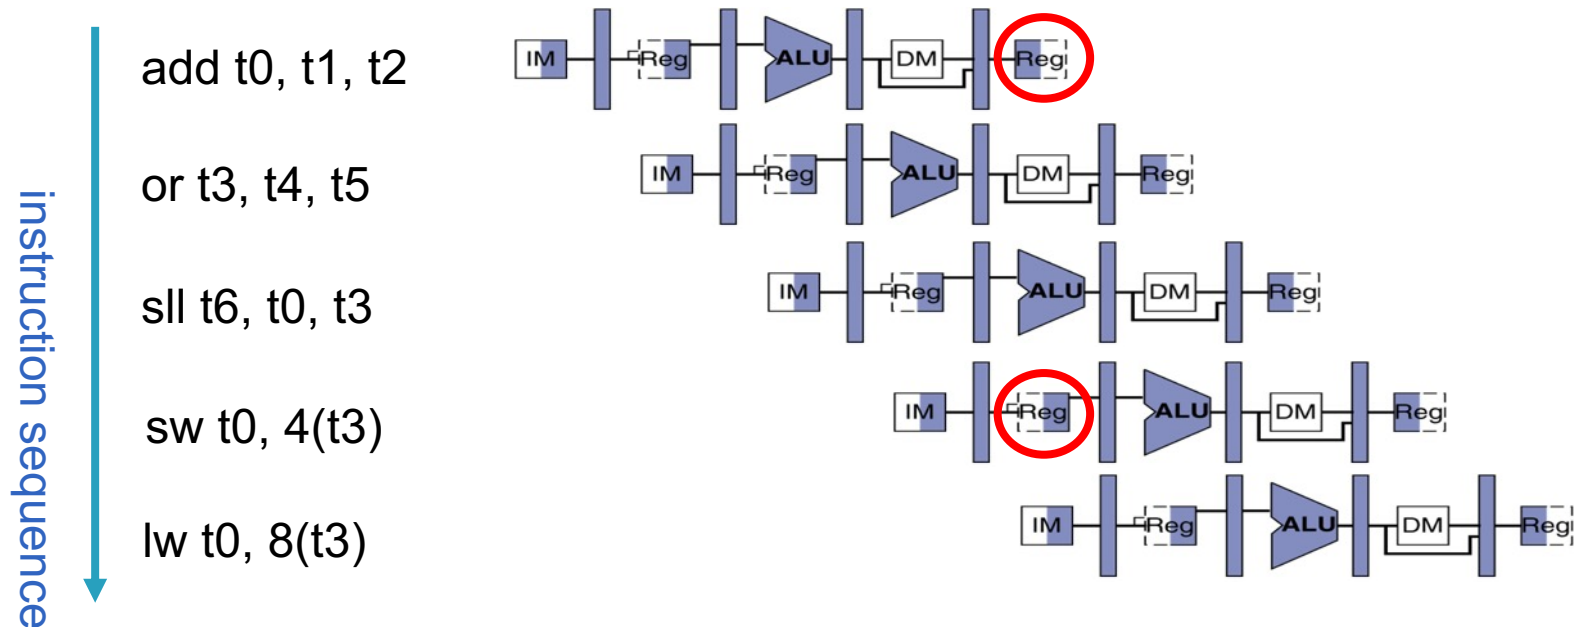 instruction sequence
add t0, t1, t2
IM Reg ALU DM Reg
or t3, t4, t5
IM Reg ALU DM Reg
sll t6, t0, t3
IM Reg ALU DM Reg
sw t0, 4(t3)
IM Reg ALU DM Reg
lw t0, 8(t3)
IM Reg ALU DM Reg